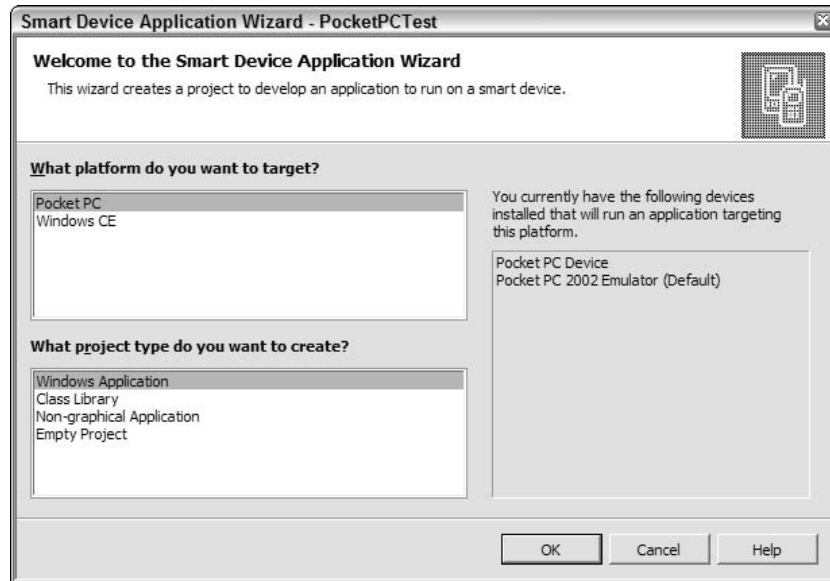 Smart Device Application Wizard - PocketPCTest
Welcome to the Smart Device Application Wizard
This wizard creates a project to develop an application to run on a smart device.
What platform do you want to target?
Pocket PC
Windows CE
You currently have the following devices
installed that will run an application targeting
this platform.
Pocket PC Device
Pocket PC 2002 Emulator (Default)
What project type do you want to create?
Windows Application
Class Library
Non-graphical Application
Empty Project
OK
Cancel
Help